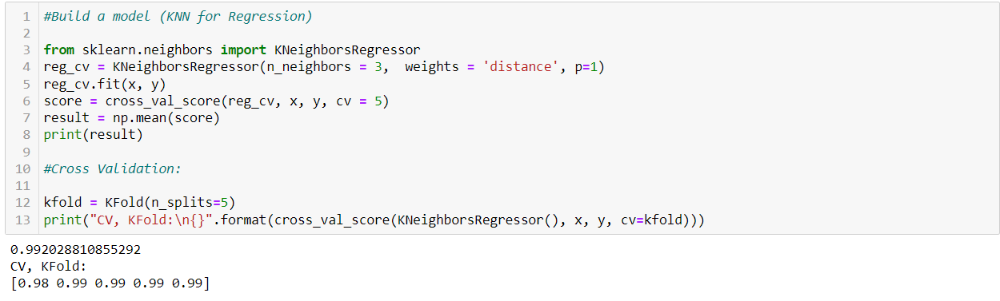 1 #Build a model (KNN for Regression)
2
3 from sklearn.neighbors import KNeighborsRegressor
4 reg_cv = KNeighborsRegressor(n_neighbors = 3,  weights = 'distance', p=1)
5 reg_cv.fit(x, y)
6 score = cross_val_score(reg_cv, x, y, cv = 5)
7 result = np.mean(score)
8 print(result)
9
10 #Cross Validation:
11
12 kfold = KFold(n_splits=5)
13 print("CV, KFold:\n{}".format(cross_val_score(KNeighborsRegressor(), x, y, cv=kfold)))
0.992028810855292
CV, KFold:
[0.98 0.99 0.99 0.99 0.99]